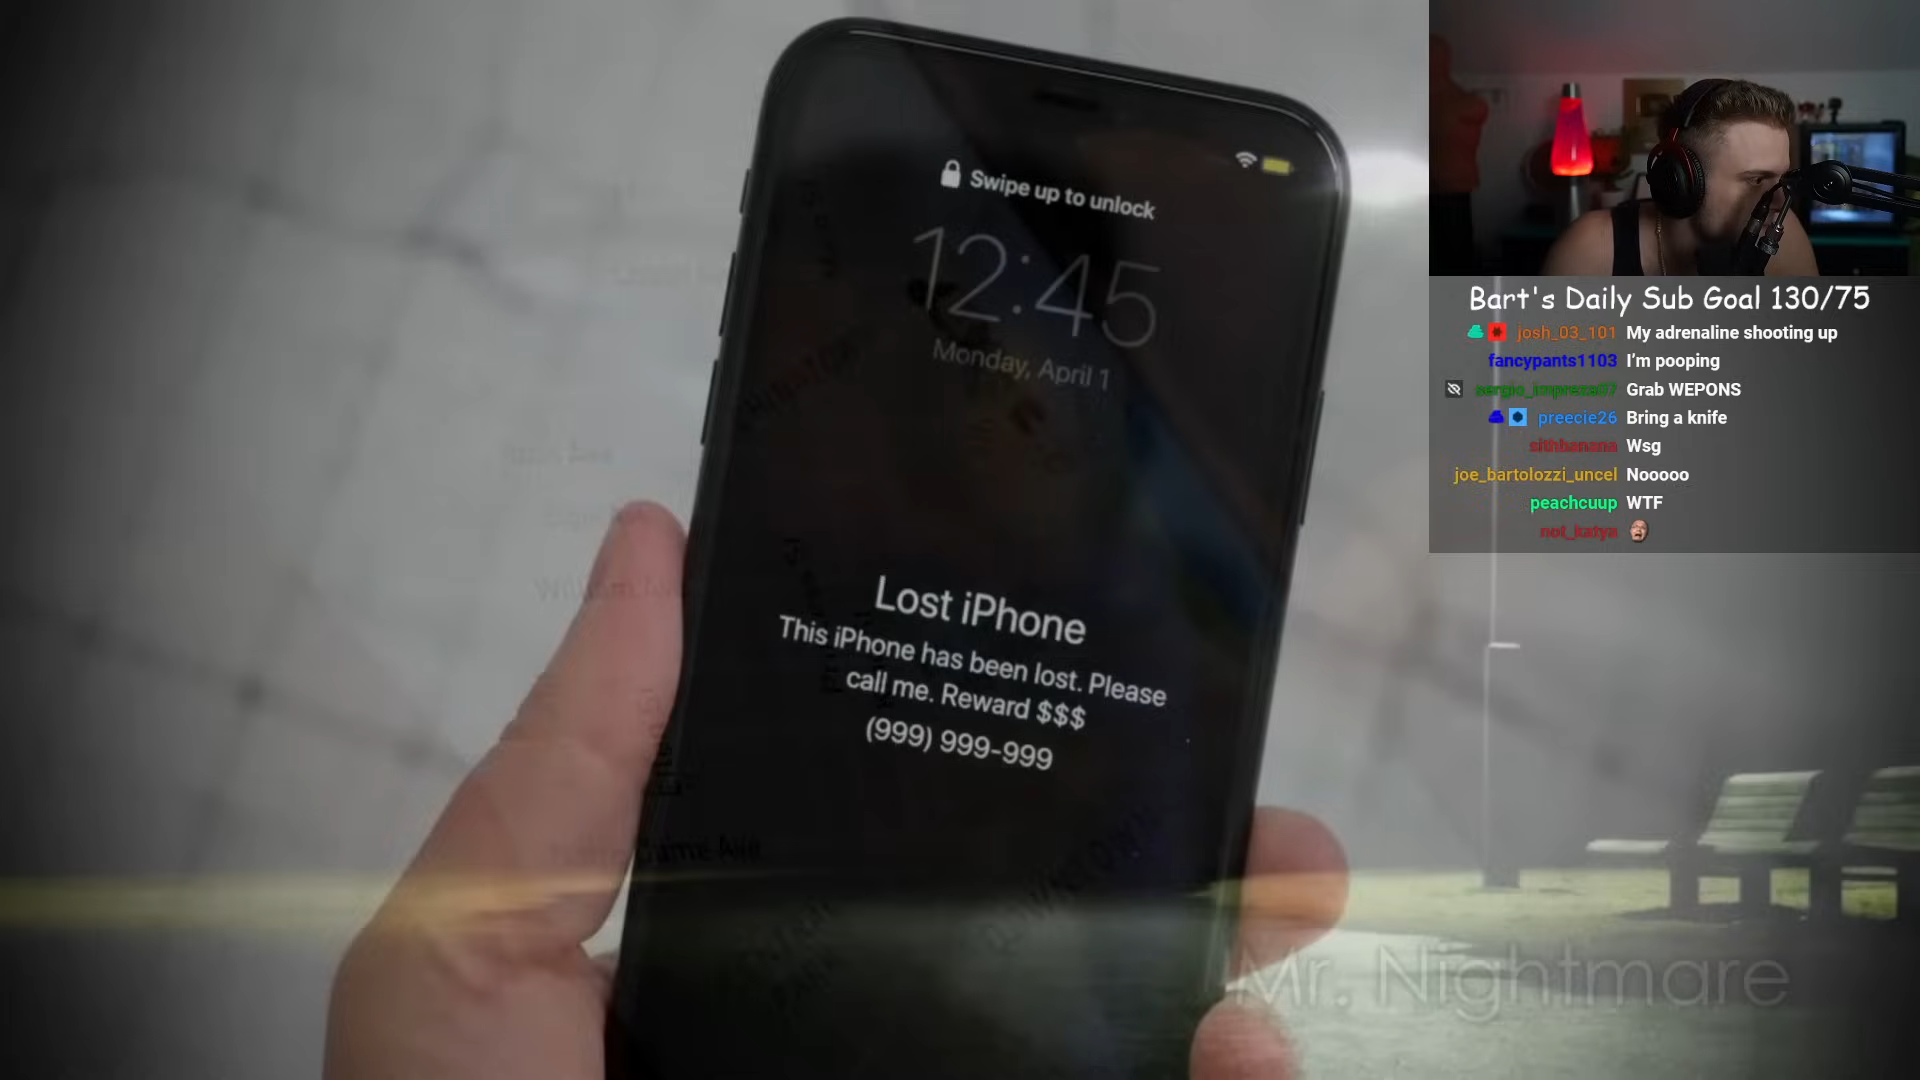 Swipe up to unlock
12:45
Monday, April 1
Lost iPhone
This iPhone has been lost. Please
call me. Reward $$$
(999) 999-999
Mr. Nightmare
Bart's Daily Sub Goal 130/75
josh_03_101 My adrenaline shooting up
fancypants1103 I'm pooping
sergio_impreza07 Grab WEPONS
preecie26 Bring a knife
sithbanana Wsg
joe_bartolozzi_uncel Nooooo
peachcuup WTF
not_katya